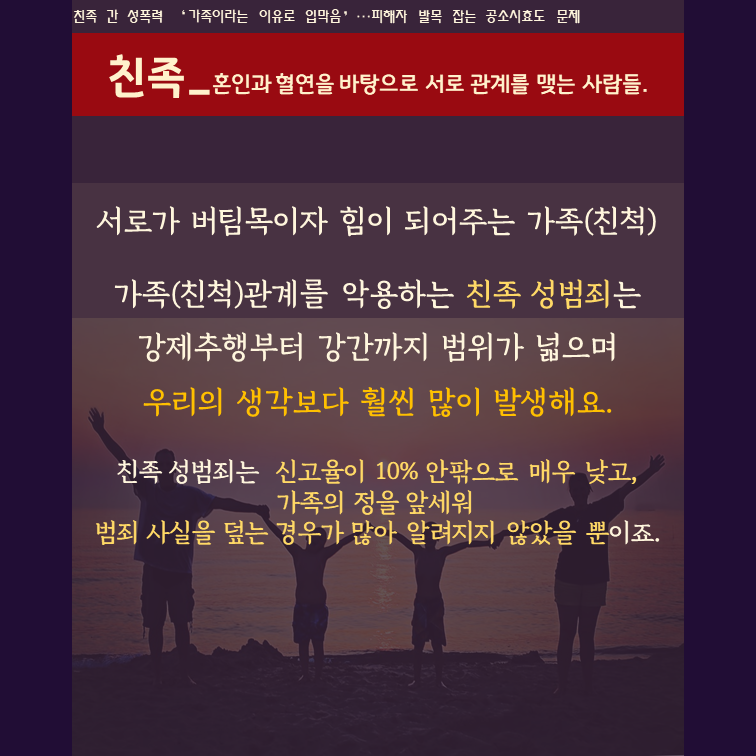 친족 간 성폭력 '가족이라는 이유로 입막음'…피해자 발목 잡는 공소시효도 문제
친족_혼인과 혈연을 바탕으로 서로 관계를 맺는 사람들.
서로가 버팀목이자 힘이 되어주는 가족(친척)
가족(친척)관계를 악용하는 친족 성범죄는
강제추행부터 강간까지 범위가 넓으며
우리의 생각보다 훨씬 많이 발생해요.
친족 성범죄는 신고율이 10% 안팎으로 매우 낮고,
가족의 정을 앞세워
범죄 사실을 덮는 경우가 많아 알려지지 않았을 뿐이죠.